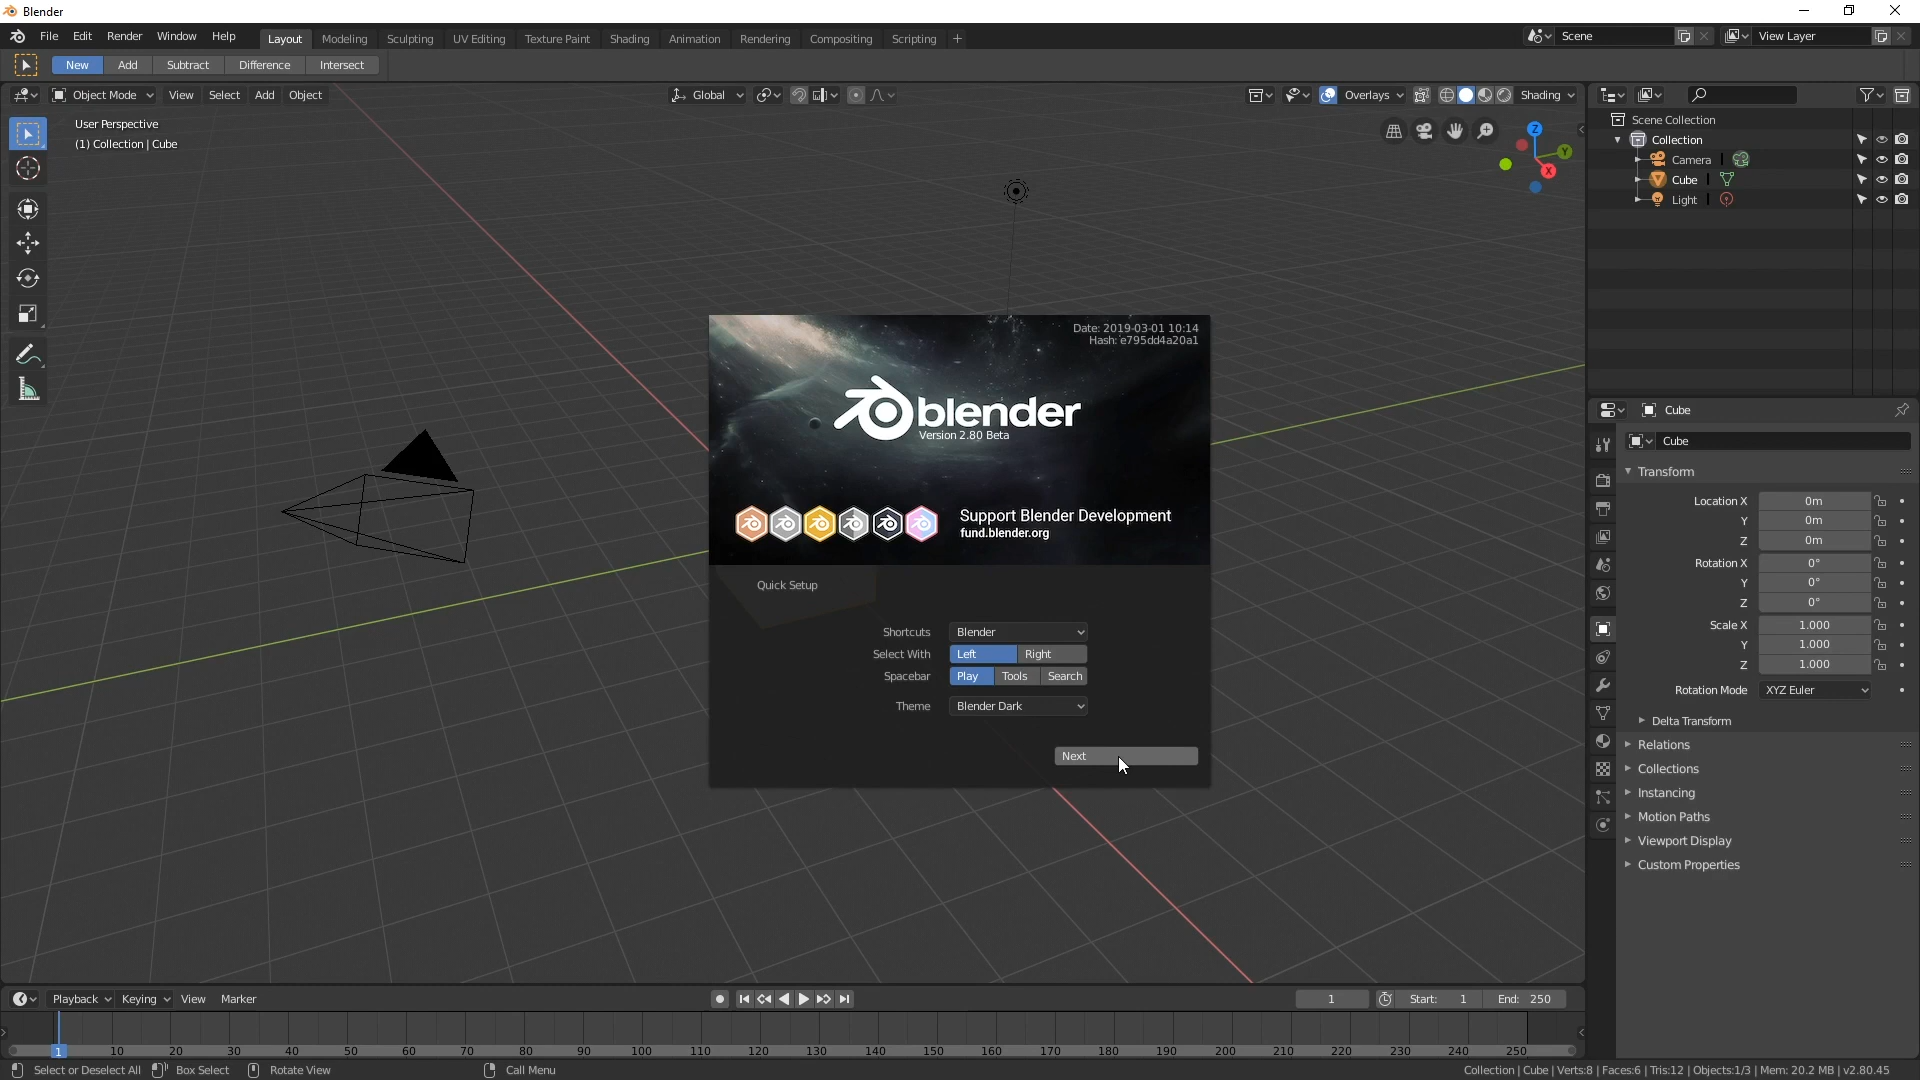 Blender
File Edit Render Window Help Layout Modeling Sculpting UV Editing Texture Paint Shading Animation Rendering Compositing Scripting + Scene View Layer
New Add Subtract Difference Intersect
Object Mode View Select Add Object Global Overlays Shading
User Perspective
(1) Collection | Cube
Z
Y
X
Scene Collection
Collection
Camera
Cube
Light
Date: 2019-03-01 10:14
Hash: e795dd4a20a1
blender
Version 2.80 Beta
Support Blender Development
fund.blender.org
Quick Setup
Shortcuts Blender
Select With Left Right
Spacebar Play Tools Search
Theme Blender Dark
Next
Cube
Cube
Transform
Location X 0m
Y 0m
Z 0m
Rotation X 0°
Y 0°
Z 0°
Scale X 1.000
Y 1.000
Z 1.000
Rotation Mode XYZ Euler
Delta Transform
Relations
Collections
Instancing
Motion Paths
Viewport Display
Custom Properties
Playback Keying View Marker 1 Start: 1 End: 250
1 10 20 30 40 50 60 70 80 90 100 110 120 130 140 150 160 170 180 190 200 210 220 230 240 250
Select or Deselect All Box Select Rotate View Call Menu Collection | Cube | Verts:8 | Faces:6 | Tris:12 | Objects:1/3 | Mem: 20.2 MB | v2.80.45